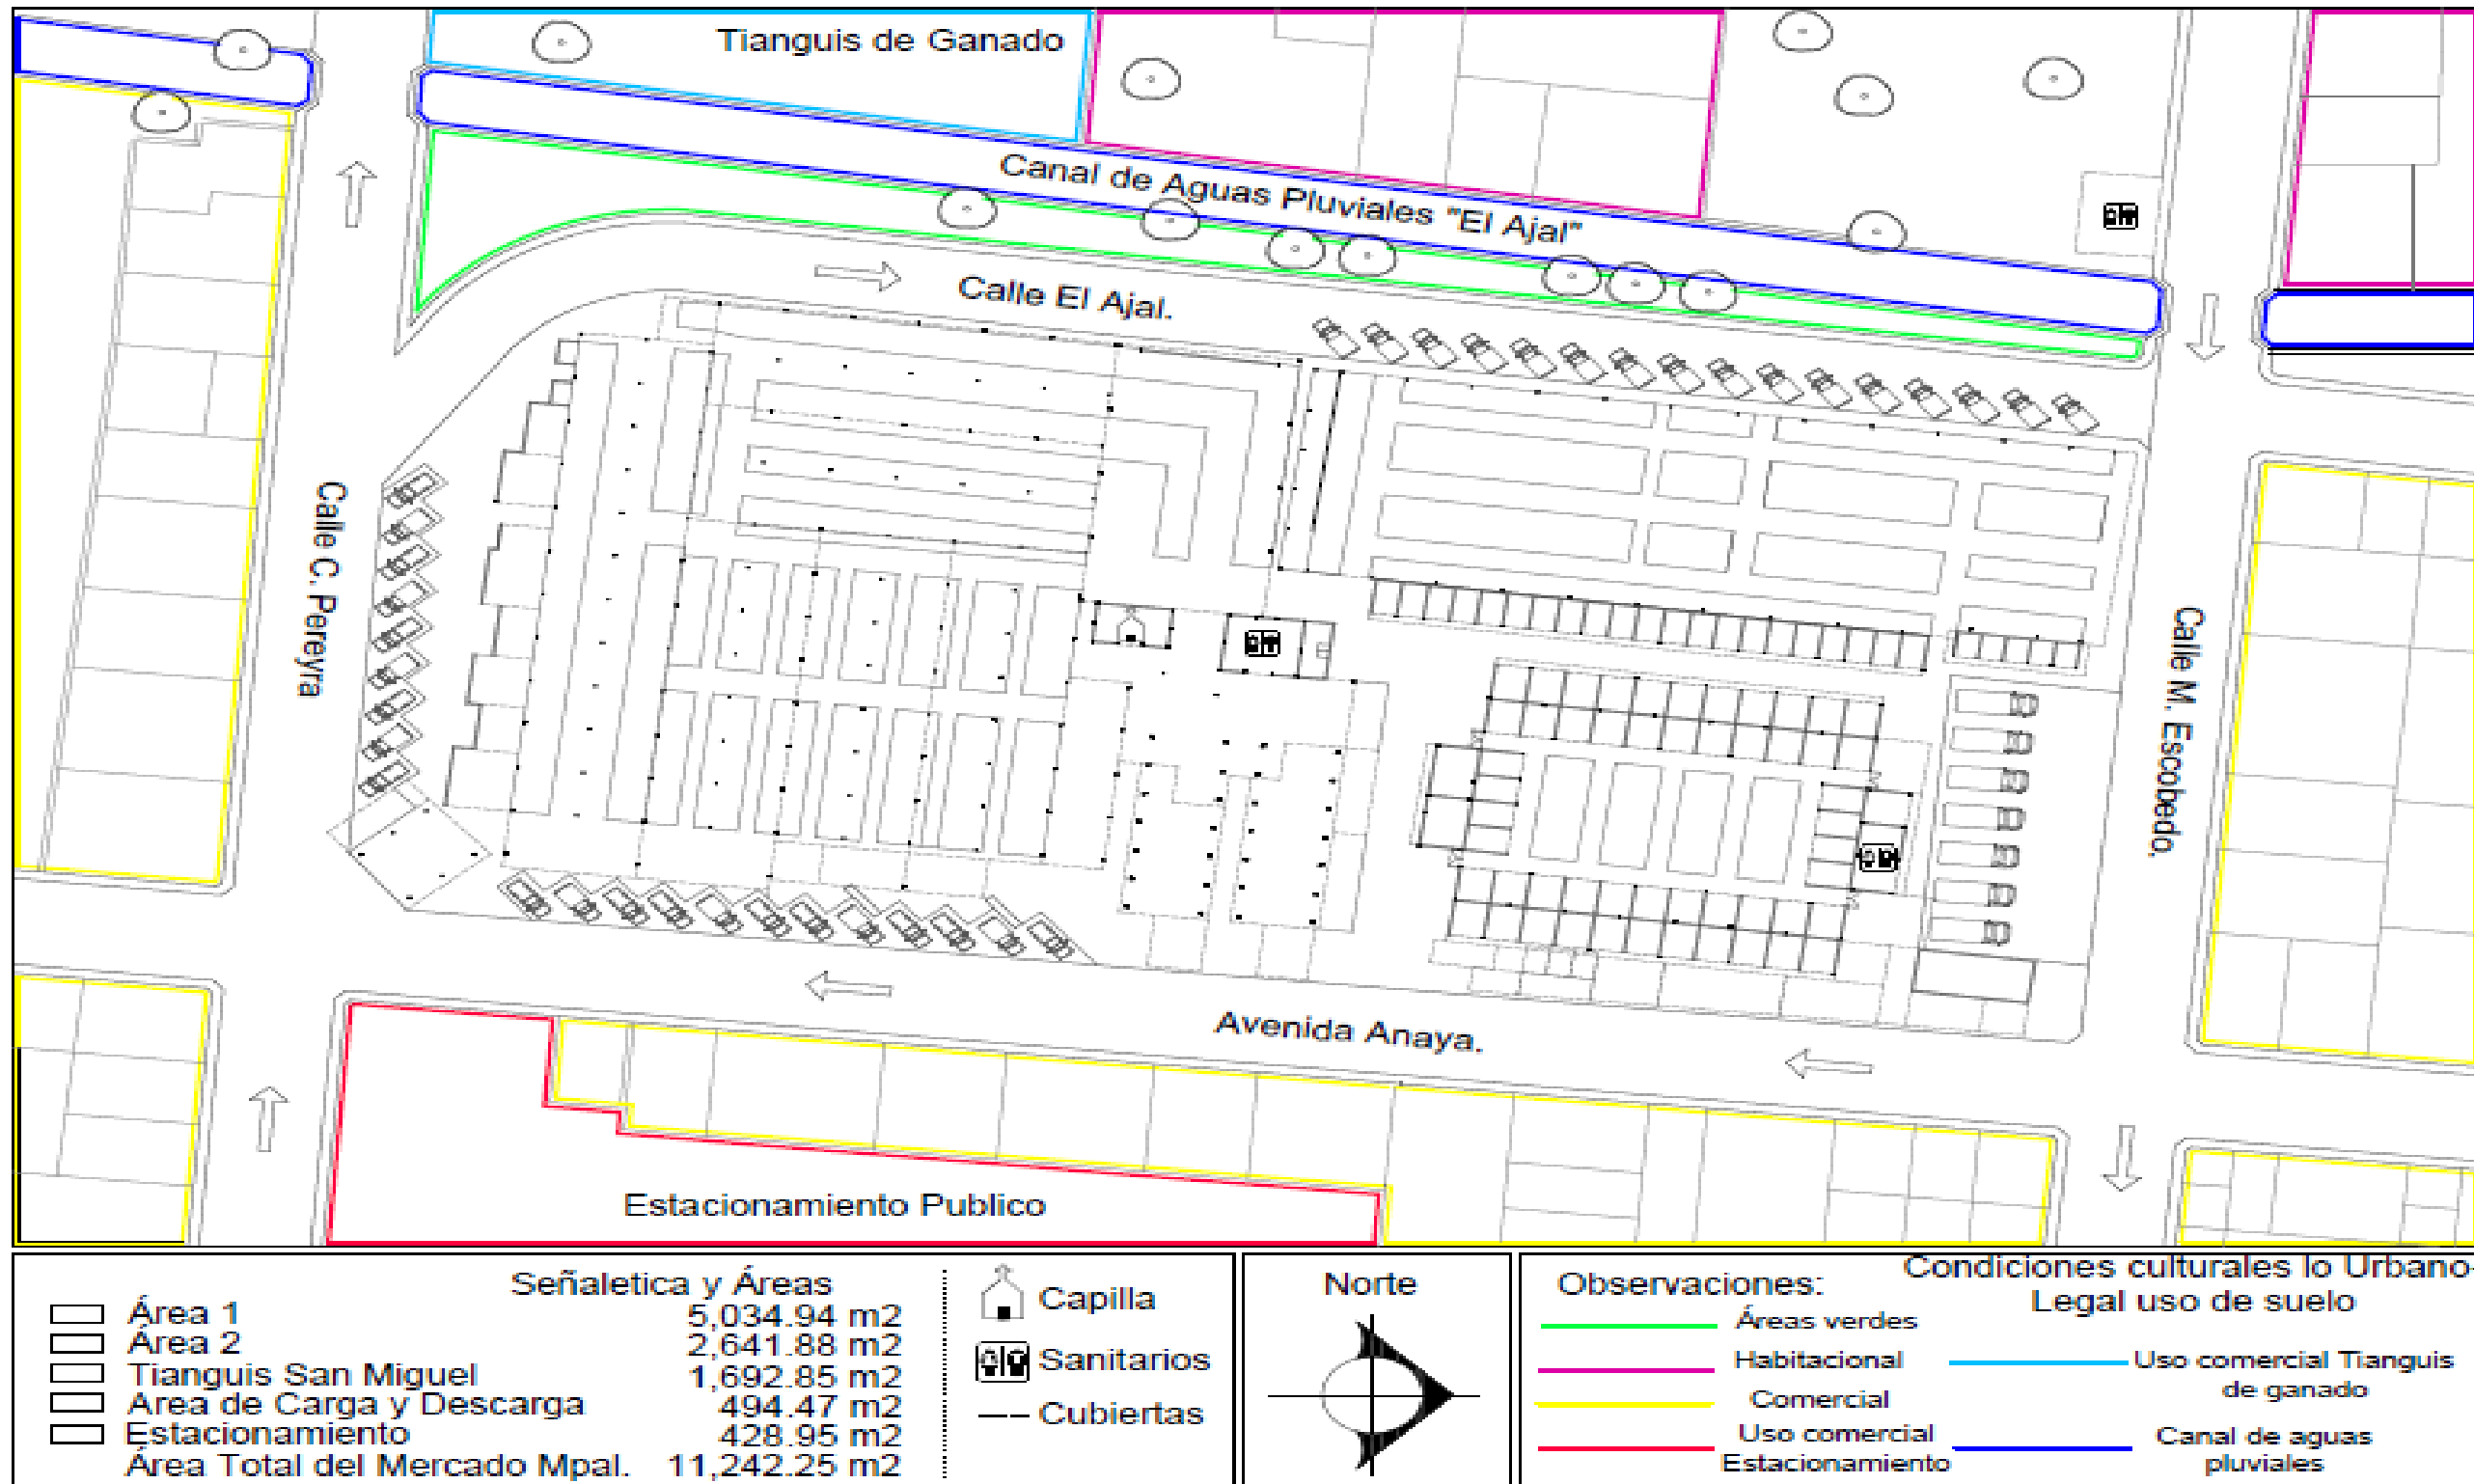 Tianguis de Ganado
Canal de Aguas Pluviales "El Ajal"
Calle El Ajal.
Calle C. Pereyra
Calle M. Escobedo.
Avenida Anaya.
Estacionamiento Publico
Señaletica y Áreas
Área 1 5,034.94 m2
Área 2 2,641.88 m2
Tianguis San Miguel 1,692.85 m2
Area de Carga y Descarga 494.47 m2
Estacionamiento 428.95 m2
Área Total del Mercado Mpal. 11,242.25 m2
Capilla
Sanitarios
Cubiertas
Norte
Observaciones:
Condiciones culturales lo Urbano-
Legal uso de suelo
Áreas verdes
Habitacional
Comercial
Uso comercial
Estacionamiento
Uso comercial Tianguis
de ganado
Canal de aguas
pluviales